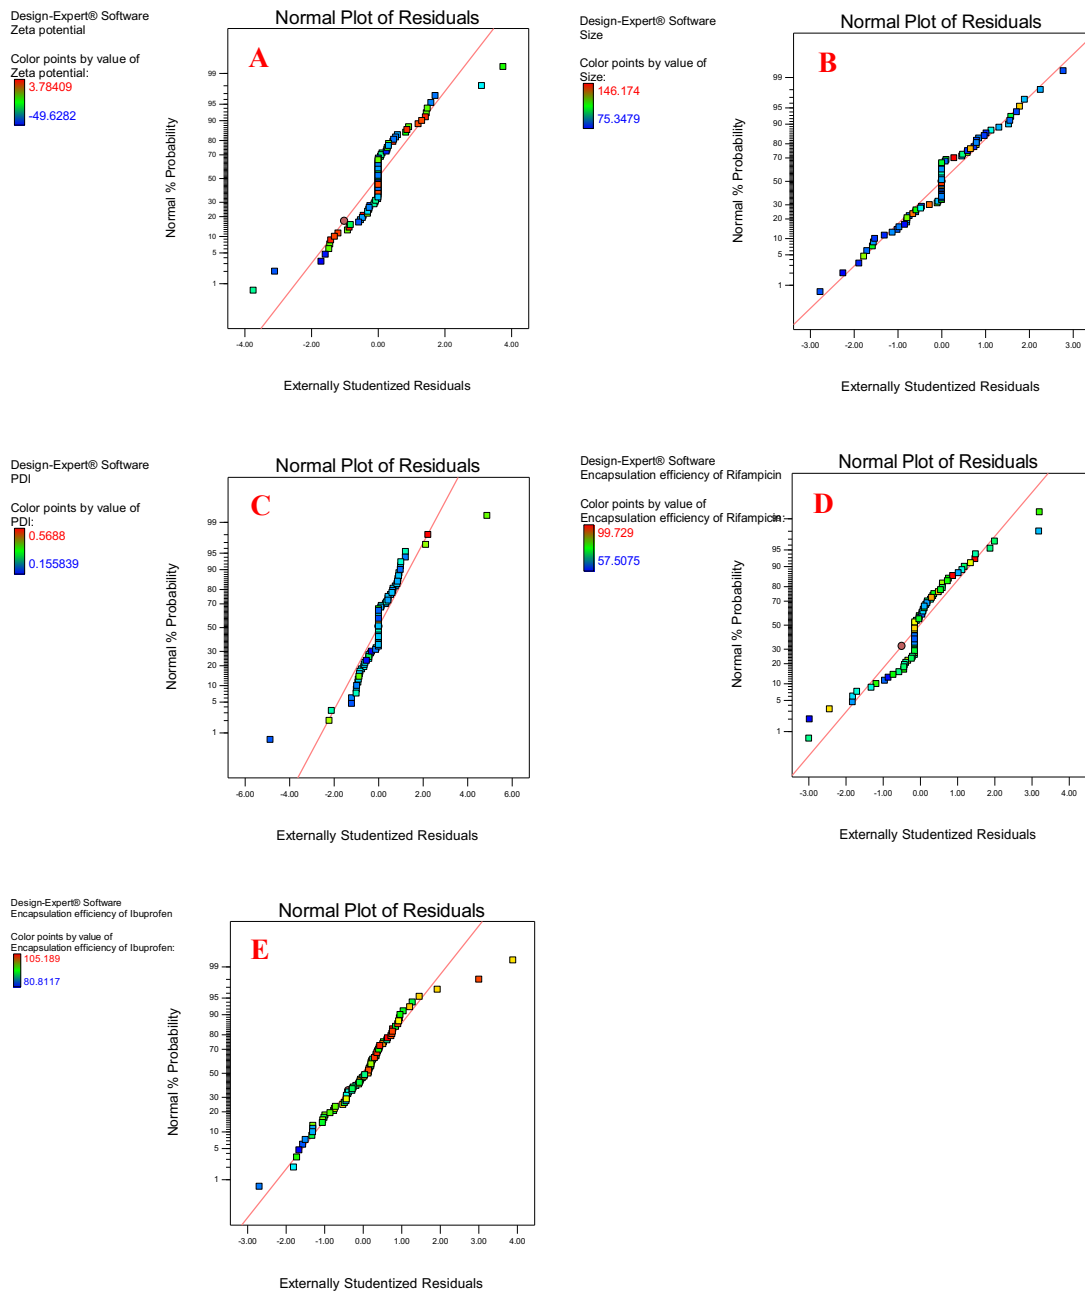 Design-Expert® Software
Zeta potential
Color points by value of
Zeta potential:
3.78409
-49.6282
Normal Plot of Residuals
A
Normal % Probability
99
95
90
80
70
50
30
20
10
5
1
-4.00 -2.00 0.00 2.00 4.00
Externally Studentized Residuals
Design-Expert® Software
Size
Color points by value of
Size:
146.174
75.3479
Normal Plot of Residuals
B
Normal % Probability
99
95
90
80
70
50
30
20
10
5
1
-3.00 -2.00 -1.00 0.00 1.00 2.00 3.00
Externally Studentized Residuals
Design-Expert® Software
PDI
Color points by value of
PDI:
0.5688
0.155839
Normal Plot of Residuals
C
Normal % Probability
99
95
90
80
70
50
30
20
10
5
1
-6.00 -4.00 -2.00 0.00 2.00 4.00 6.00
Externally Studentized Residuals
Design-Expert® Software
Encapsulation efficiency of Rifampicin
Color points by value of
Encapsulation efficiency of Rifampicin:
99.729
57.5075
Normal Plot of Residuals
D
Normal % Probability
95
90
80
70
50
30
20
10
5
1
-3.00 -2.00 -1.00 0.00 1.00 2.00 3.00 4.00
Externally Studentized Residuals
Design-Expert® Software
Encapsulation efficiency of Ibuprofen
Color points by value of
Encapsulation efficiency of Ibuprofen:
105.189
80.8117
Normal Plot of Residuals
E
Normal % Probability
99
95
90
80
70
50
30
20
10
5
1
-3.00 -2.00 -1.00 0.00 1.00 2.00 3.00 4.00
Externally Studentized Residuals